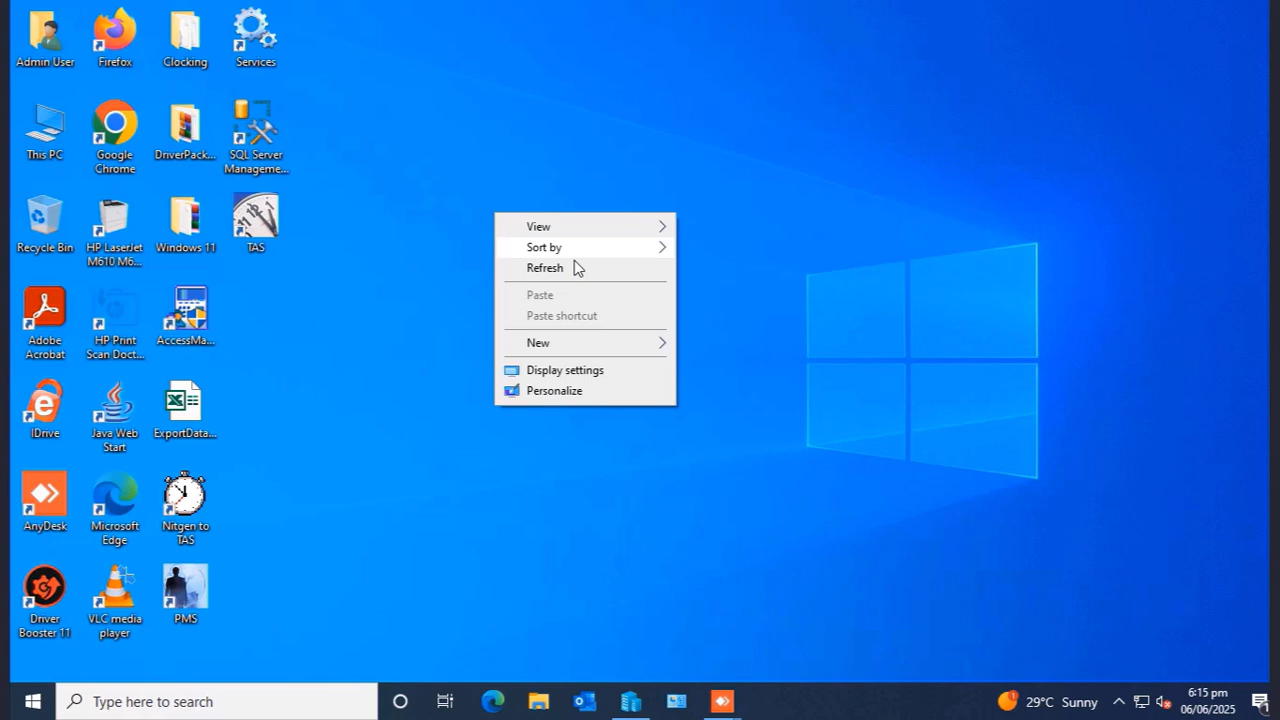 Admin User
Firefox
Clocking
Services
This PC
Google
Chrome
DriverPack...
SQL Server
Manageme...
Recycle Bin
HP LaserJet
M610 M6...
Windows 11
TAS
Adobe
Acrobat
HP Print
Scan Doct...
AccessMa...
IDrive
Java Web
Start
ExportData...
AnyDesk
Microsoft
Edge
Nitgen to
TAS
Driver
Booster 11
VLC media
player
PMS
View
Sort by
Refresh
Paste
Paste shortcut
New
Display settings
Personalize
Type here to search
29°C Sunny
6:15 pm
06/06/2025